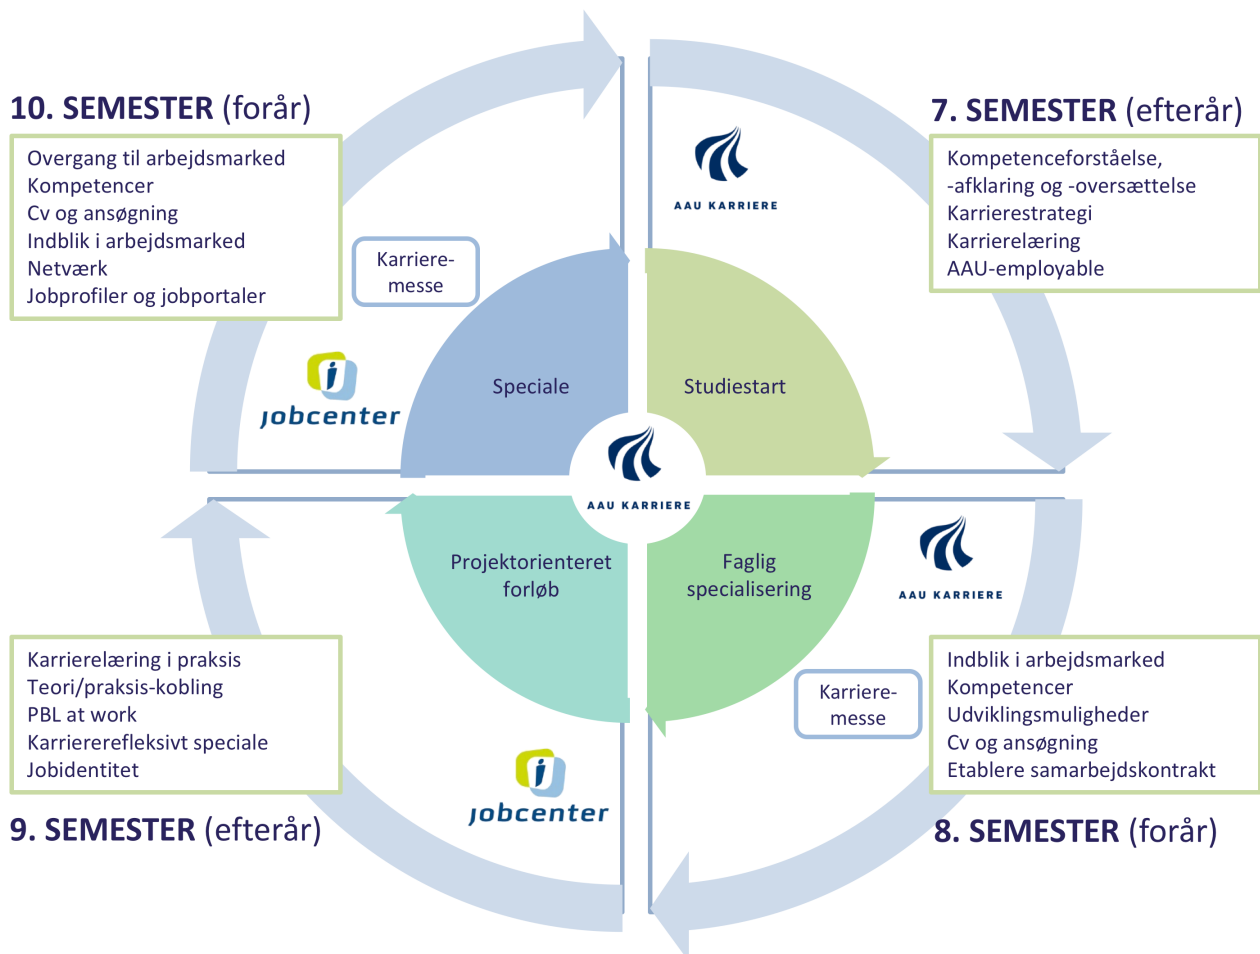 10. SEMESTER (forår)
Overgang til arbejdsmarked
Kompetencer
Cv og ansøgning
Indblik i arbejdsmarked
Netværk
Jobprofiler og jobportaler
Karriere-
messe
jobcenter
Speciale
7. SEMESTER (efterår)
Kompetenceforståelse,
-afklaring og -oversættelse
Karrierestrategi
Karrierelæring
AAU-employable
AAU KARRIERE
Studiestart
AAU KARRIERE
Projektorienteret
forløb
Faglig
specialisering
AAU KARRIERE
Karrierelæring i praksis
Teori/praksis-kobling
PBL at work
Karriererefleksivt speciale
Jobidentitet
9. SEMESTER (efterår)
jobcenter
Karriere-
messe
Indblik i arbejdsmarked
Kompetencer
Udviklingsmuligheder
Cv og ansøgning
Etablere samarbejdskontrakt
8. SEMESTER (forår)